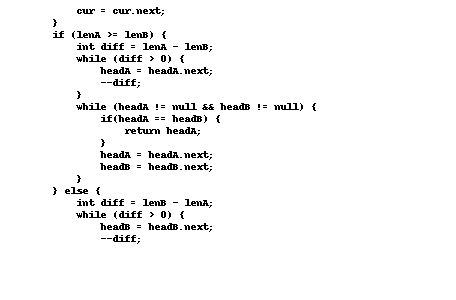 cur = cur.next;
}
if (lenA >= lenB) {
int diff = lenA - lenB;
while (diff > 0) {
headA = headA.next;
--diff;
}
while (headA != null && headB != null) {
if(headA == headB) {
return headA;
}
headA = headA.next;
headB = headB.next;
}
} else {
int diff = lenB - lenA;
while (diff > 0) {
headB = headB.next;
--diff;